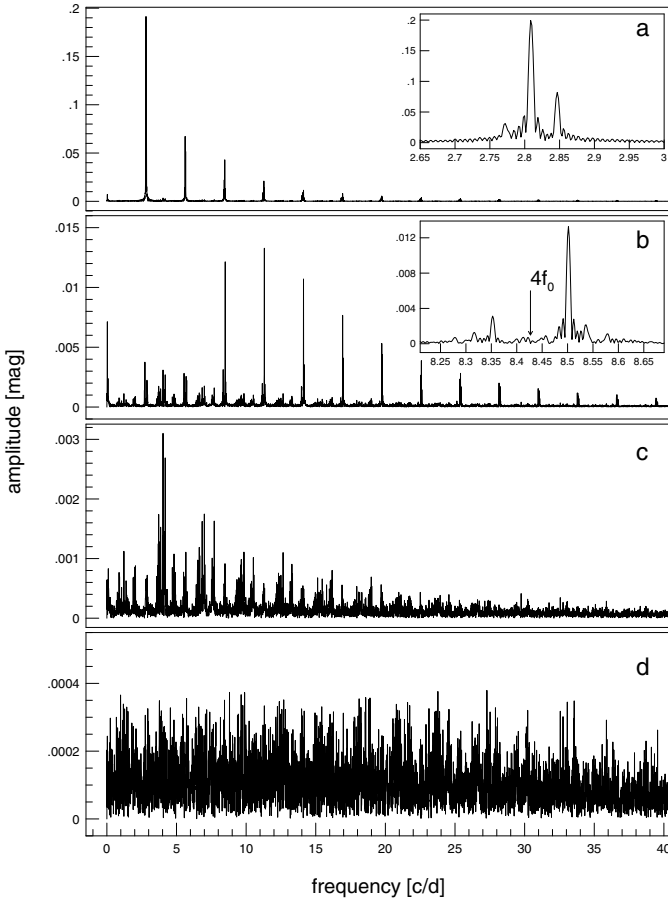 .2
.15
.1
.05
0
a
.2
.15
.1
.05
0
2.65 2.7 2.75 2.8 2.85 2.9 2.95 3
.015
.01
.005
0
b
4f₀
.012
.008
.004
0
8.25 8.3 8.35 8.4 8.45 8.5 8.55 8.6 8.65
amplitude [mag]
.003
.002
.001
0
c
.0004
.0002
0
d
0 5 10 15 20 25 30 35 40
frequency [c/d]